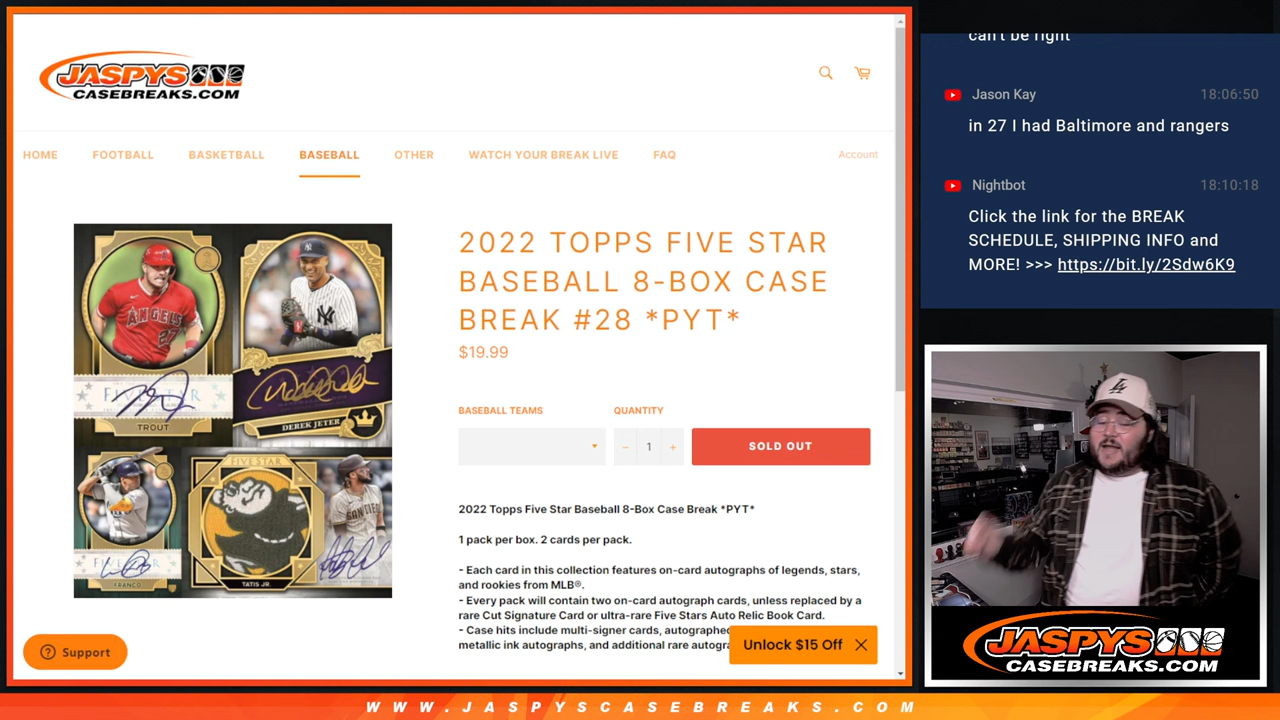 JASPYS
CASEBREAKS.COM
HOME
FOOTBALL
BASKETBALL
BASEBALL
OTHER
WATCH YOUR BREAK LIVE
FAQ
Account
2022 TOPPS FIVE STAR
BASEBALL 8-BOX CASE
BREAK #28 *PYT*
$19.99
BASEBALL TEAMS
QUANTITY
− 1 +
SOLD OUT
2022 Topps Five Star Baseball 8-Box Case Break *PYT*
1 pack per box. 2 cards per pack.
- Each card in this collection features on-card autographs of legends, stars,
and rookies from MLB®.
- Every pack will contain two on-card autograph cards, unless replaced by a
rare Cut Signature Card or ultra-rare Five Stars Auto Relic Book Card.
- Case hits include multi-signer cards, autographed
metallic ink autographs, and additional rare autogra
Unlock $15 Off
Support
ANGELS
27
FIVE STAR
TROUT
DEREK JETER
FRANCO
FIVE STAR
TATIS JR.
SAN DIEGO
can't be right
Jason Kay
18:06:50
in 27 I had Baltimore and rangers
Nightbot
18:10:18
Click the link for the BREAK
SCHEDULE, SHIPPING INFO and
MORE! >>> https://bit.ly/2Sdw6K9
JASPYS
CASEBREAKS.COM
WWW.JASPYSCASEBREAKS.COM